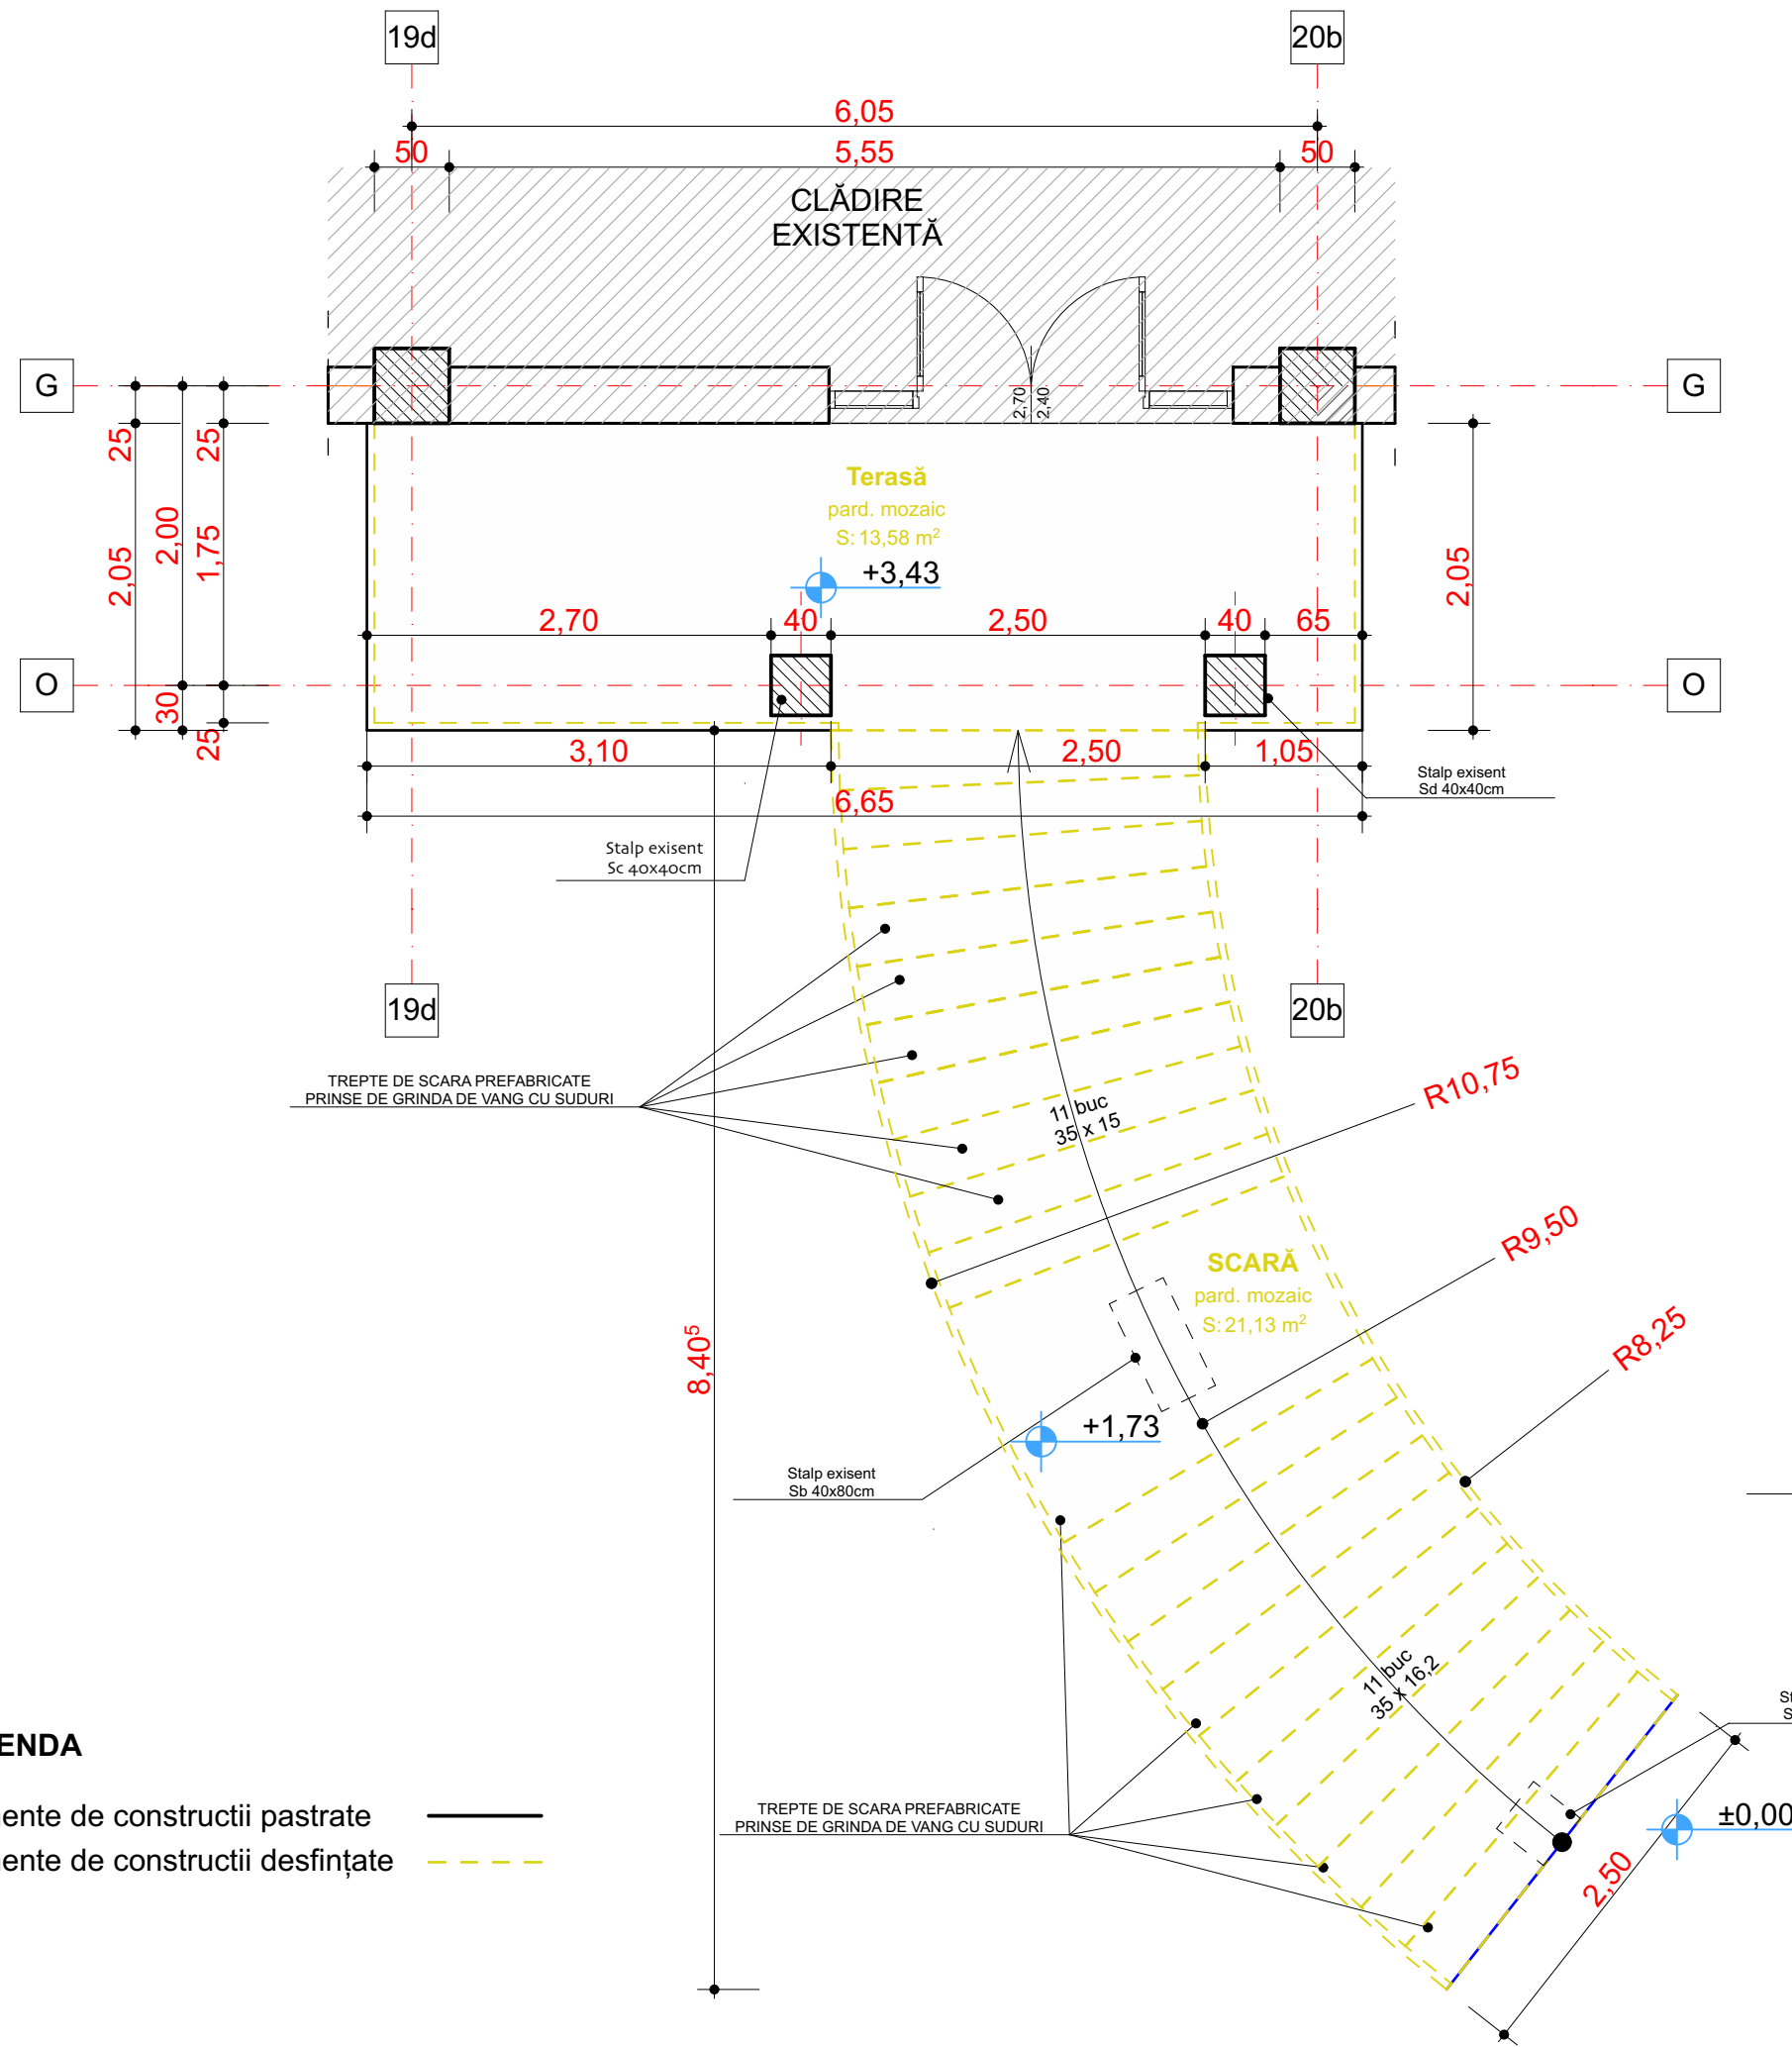 19d
20b
6,05
50
5,55
50
CLĂDIRE
EXISTENTĂ
G
G
2,70
2,40
25
25
2,05
2,00
1,75
2,05
Terasă
pard. mozaic
S: 13,58 m²
+3,43
2,70
40
2,50
40
65
O
O
30
25
3,10
2,50
1,05
6,65
Stalp exisent
Sd 40x40cm
Stalp exisent
Sc 40x40cm
19d
20b
TREPTE DE SCARA PREFABRICATE
PRINSE DE GRINDA DE VANG CU SUDURI
11 buc
35 x 15
R10,75
R9,50
SCARĂ
pard. mozaic
S: 21,13 m²
R8,25
8,40⁵
+1,73
Stalp exisent
Sb 40x80cm
11 buc
35 x 16,2
ENDA
nente de constructii pastrate
nente de constructii desfințate
TREPTE DE SCARA PREFABRICATE
PRINSE DE GRINDA DE VANG CU SUDURI
±0,00
2,50